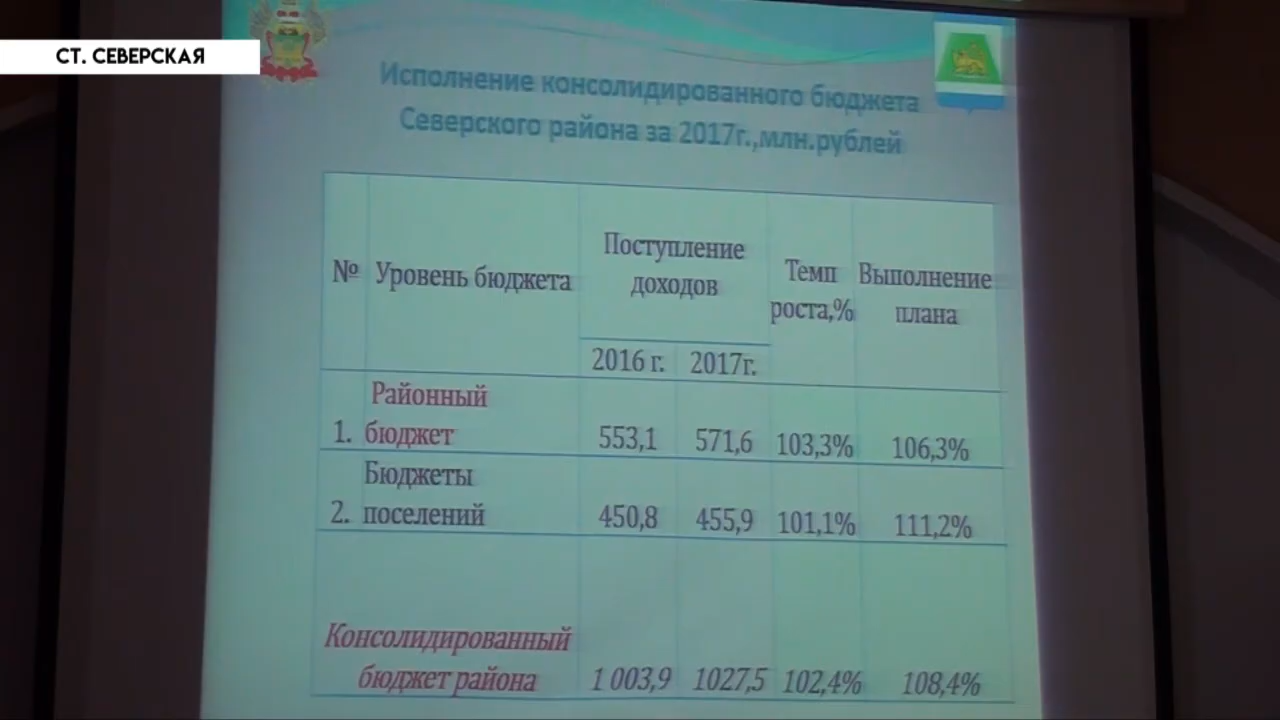 СТ. СЕВЕРСКАЯ
Исполнение консолидированного бюджета
Северского района за 2017г.,млн.рублей
№ Уровень бюджета Поступление доходов Темп роста,% Выполнение плана
2016 г. 2017г.
1. Районный бюджет 553,1 571,6 103,3% 106,3%
2. Бюджеты поселений 450,8 455,9 101,1% 111,2%
Консолидированный бюджет района 1 003,9 1027,5 102,4% 108,4%